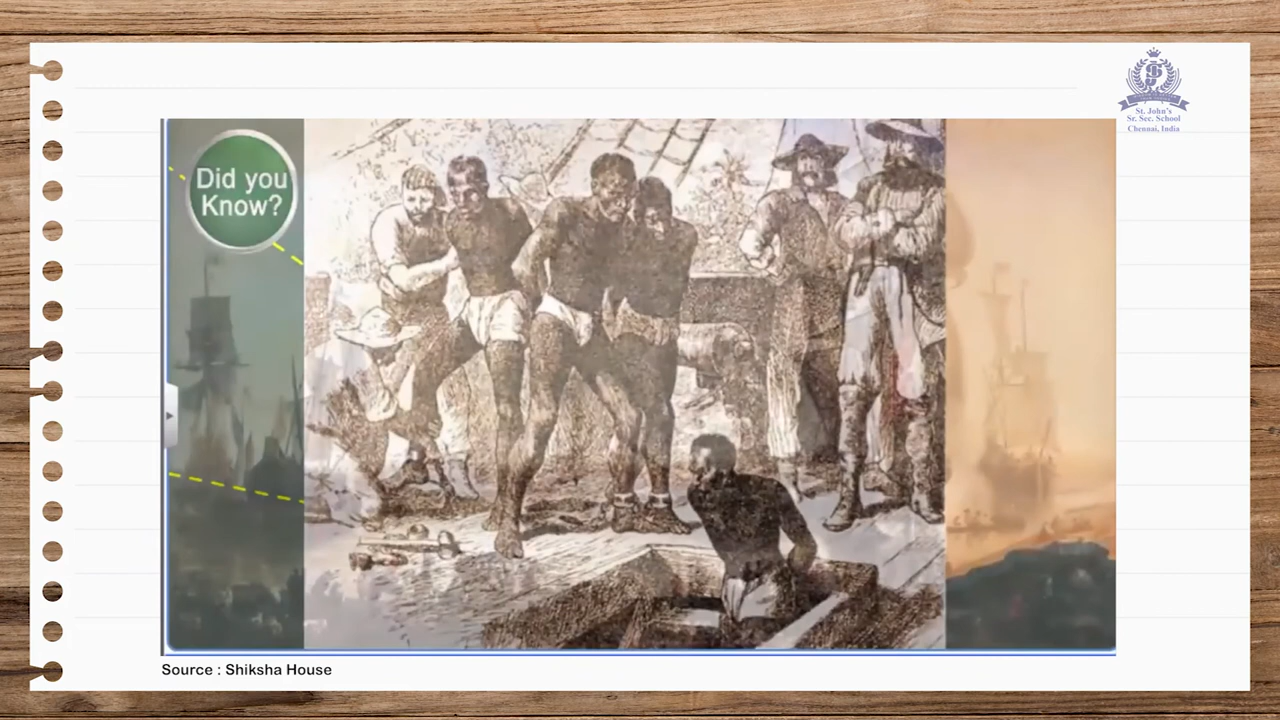 St. John's
Sr. Sec. School
Chennai, India
Did you
Know?
Source : Shiksha House